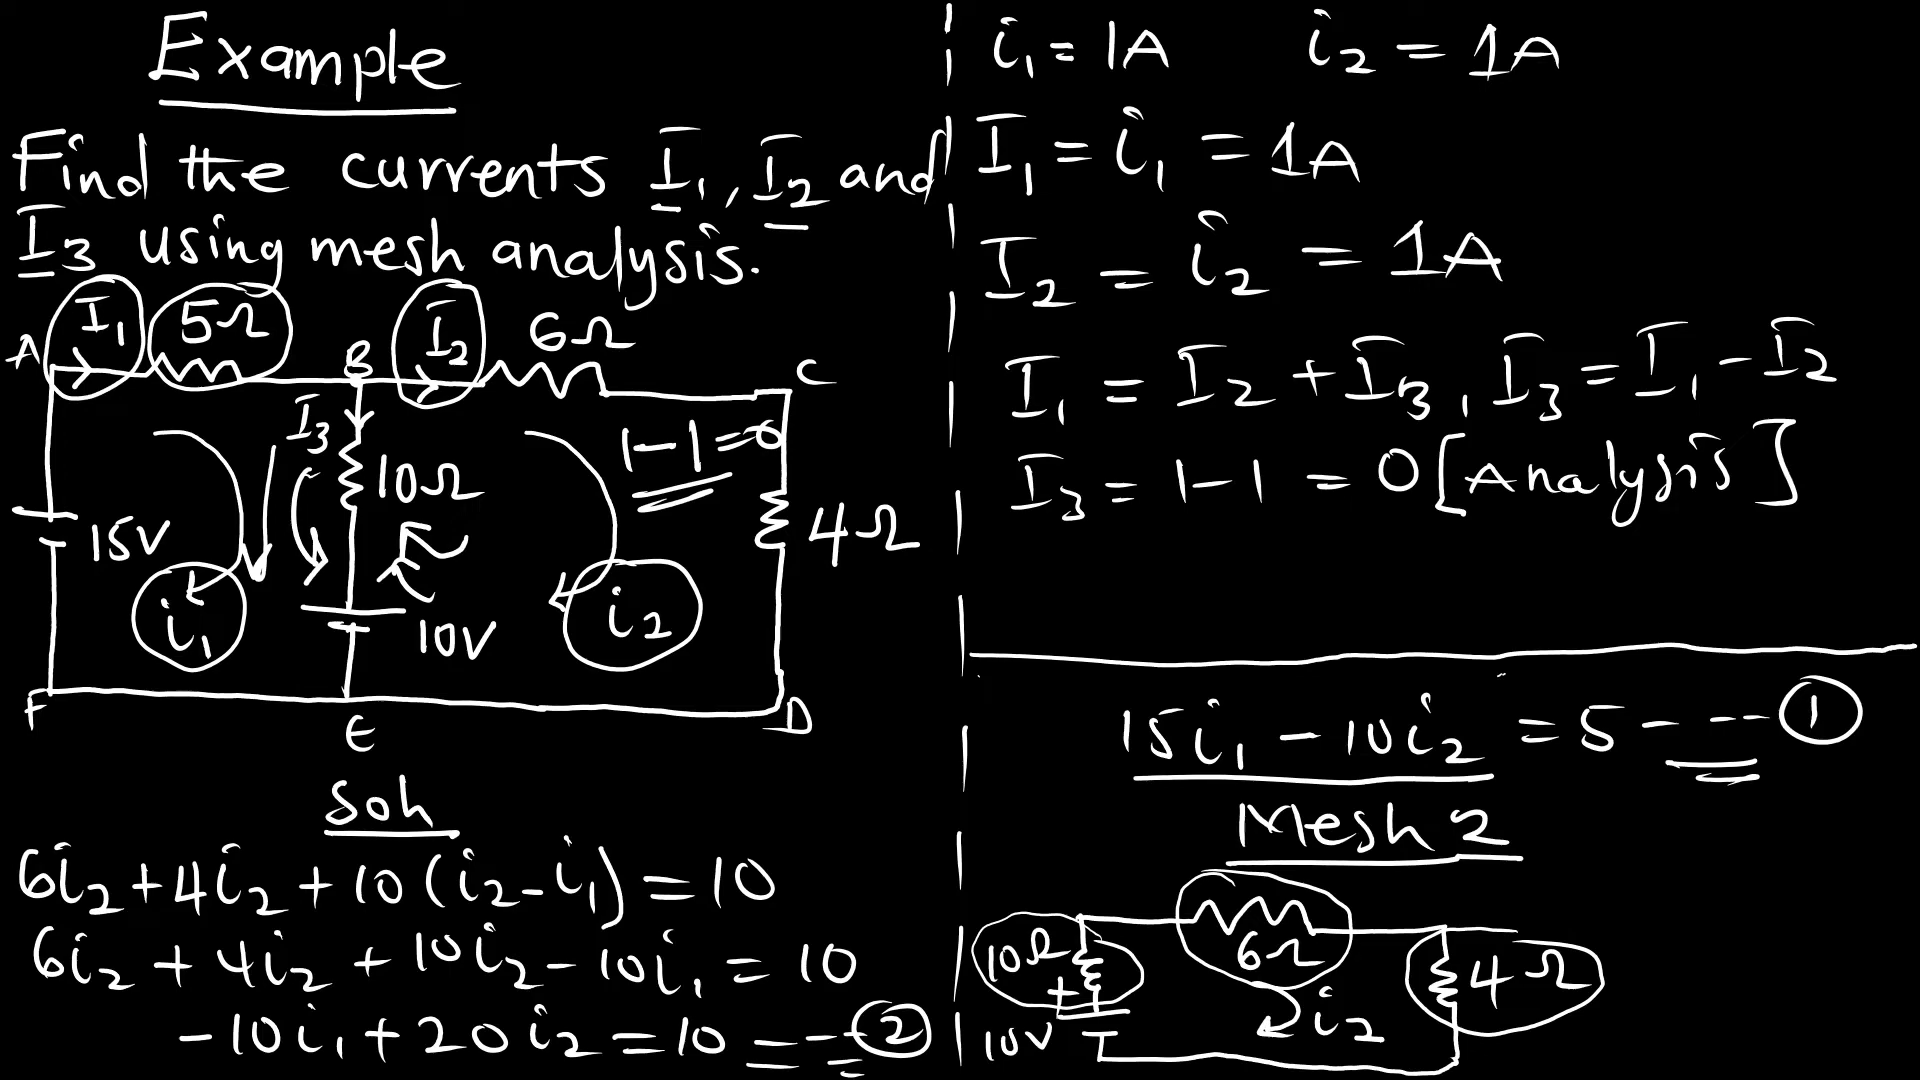 Example
Find the currents I₁, I₂ and
I₃ using mesh analysis.
I₁ 5Ω I₂ 6Ω
A B C
I₃ 1-1=0
10Ω
15V 4Ω
i₁ i₂
10V
F E D
Soln
6i₂+4i₂+10(i₂-i₁)=10
6i₂+4i₂+10i₂-10i₁=10
-10i₁+20i₂=10---②
i₁=1A i₂=1A
I₁=i₁=1A
I₂=i₂=1A
I₁=I₂+I₃, I₃=I₁-I₂
I₃=1-1=0[Analysis]
15i₁-10i₂=5---①
Mesh 2
10Ω 6Ω 4Ω
+ i₂
10V